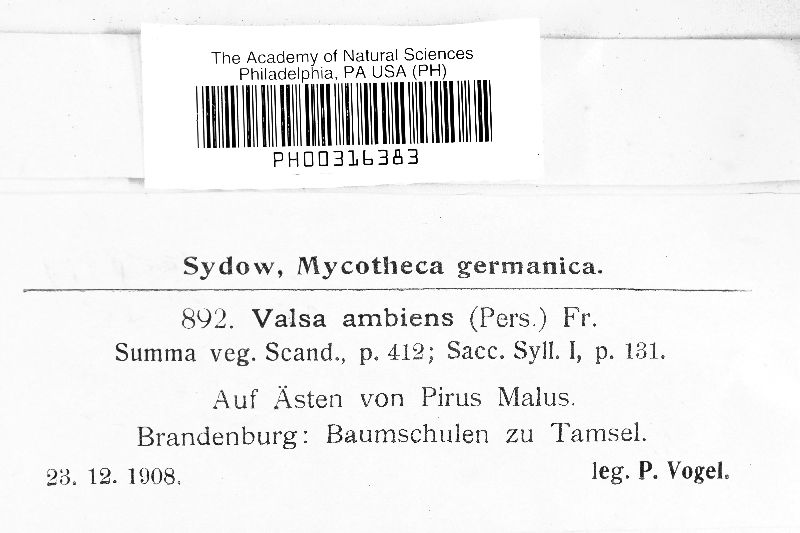 The Academy of Natural Sciences
Philadelphia, PA USA (PH)
PH00316383
Sydow, Mycotheca germanica.
892. Valsa ambiens (Pers.) Fr.
Summa veg. Scand., p. 412; Sacc. Syll. I, p. 131.
Auf Ästen von Pirus Malus.
Brandenburg: Baumschulen zu Tamsel.
23. 12. 1908. leg. P. Vogel.